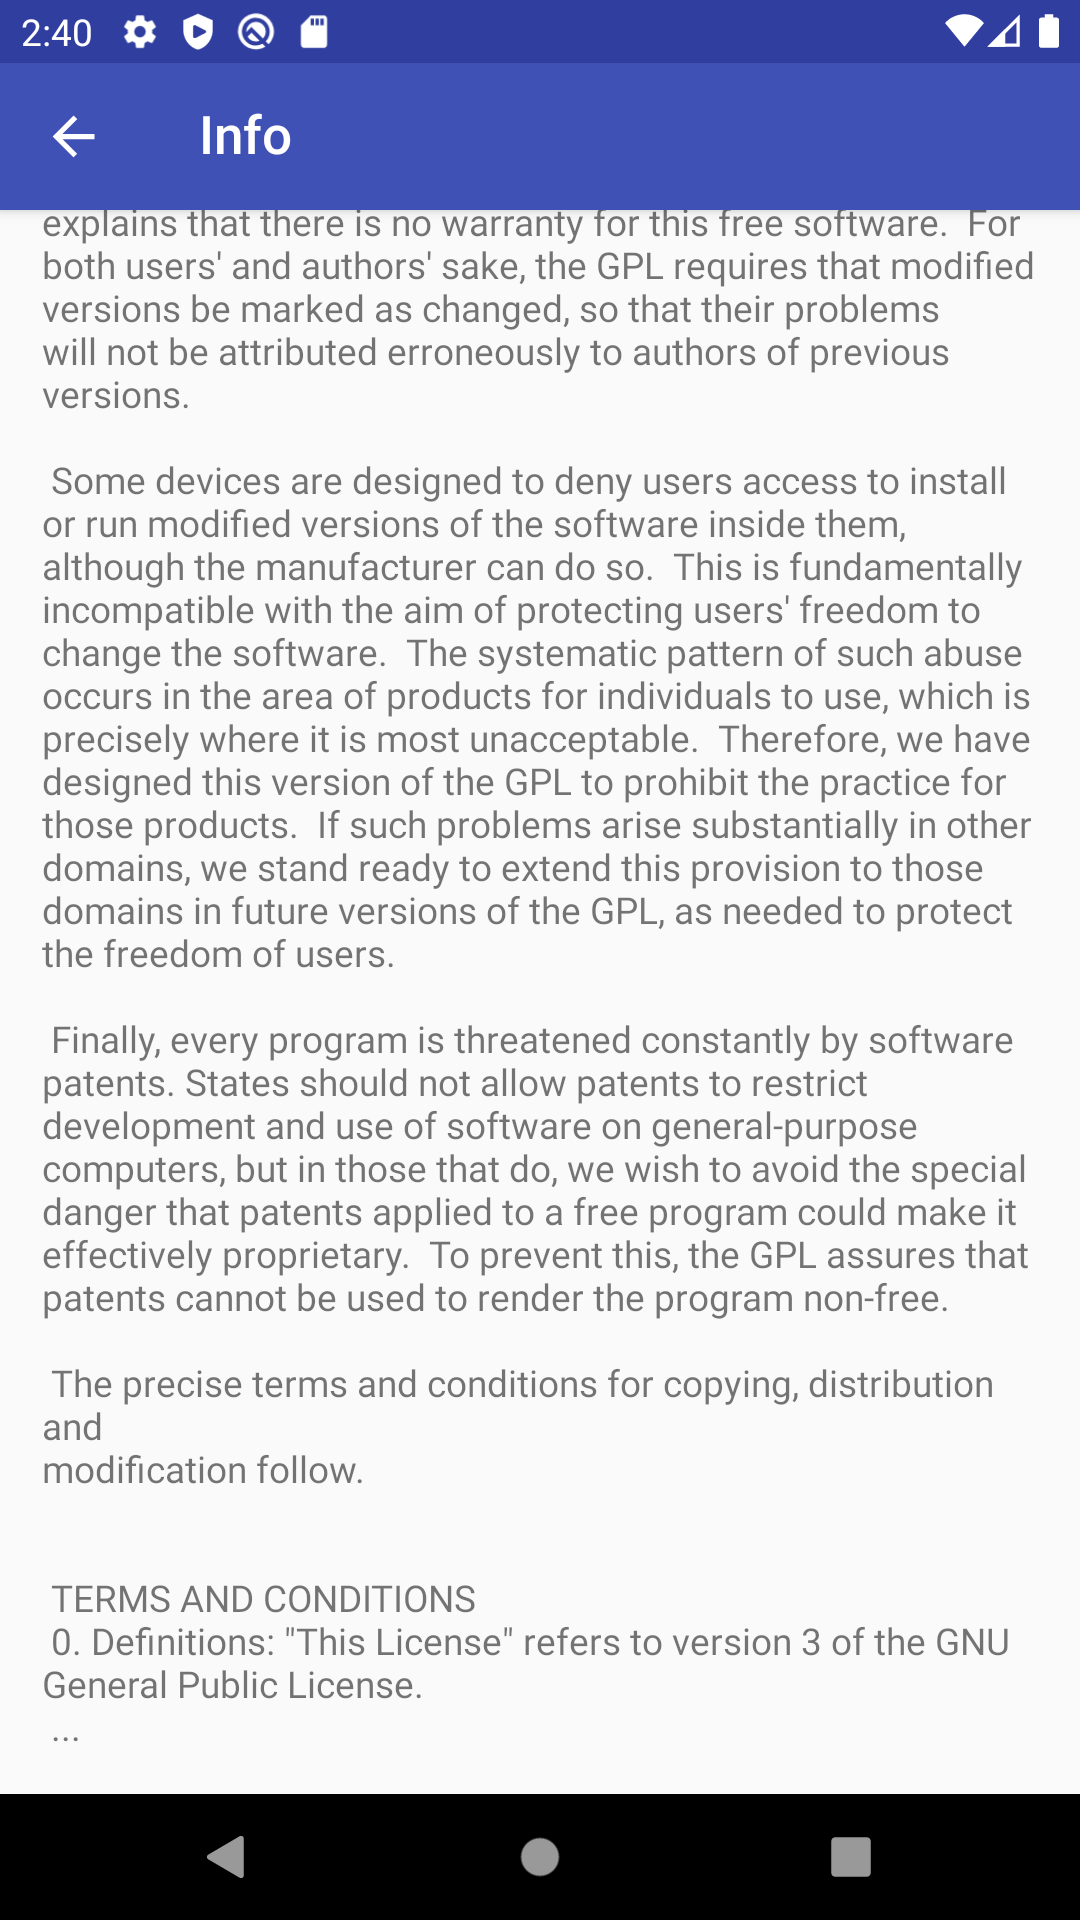 2:40
Info
explains that there is no warranty for this free software.  For
both users' and authors' sake, the GPL requires that modified
versions be marked as changed, so that their problems
will not be attributed erroneously to authors of previous
versions.
Some devices are designed to deny users access to install
or run modified versions of the software inside them,
although the manufacturer can do so.  This is fundamentally
incompatible with the aim of protecting users' freedom to
change the software.  The systematic pattern of such abuse
occurs in the area of products for individuals to use, which is
precisely where it is most unacceptable.  Therefore, we have
designed this version of the GPL to prohibit the practice for
those products.  If such problems arise substantially in other
domains, we stand ready to extend this provision to those
domains in future versions of the GPL, as needed to protect
the freedom of users.
Finally, every program is threatened constantly by software
patents. States should not allow patents to restrict
development and use of software on general-purpose
computers, but in those that do, we wish to avoid the special
danger that patents applied to a free program could make it
effectively proprietary.  To prevent this, the GPL assures that
patents cannot be used to render the program non-free.
The precise terms and conditions for copying, distribution
and
modification follow.
TERMS AND CONDITIONS
0. Definitions: "This License" refers to version 3 of the GNU
General Public License.
...